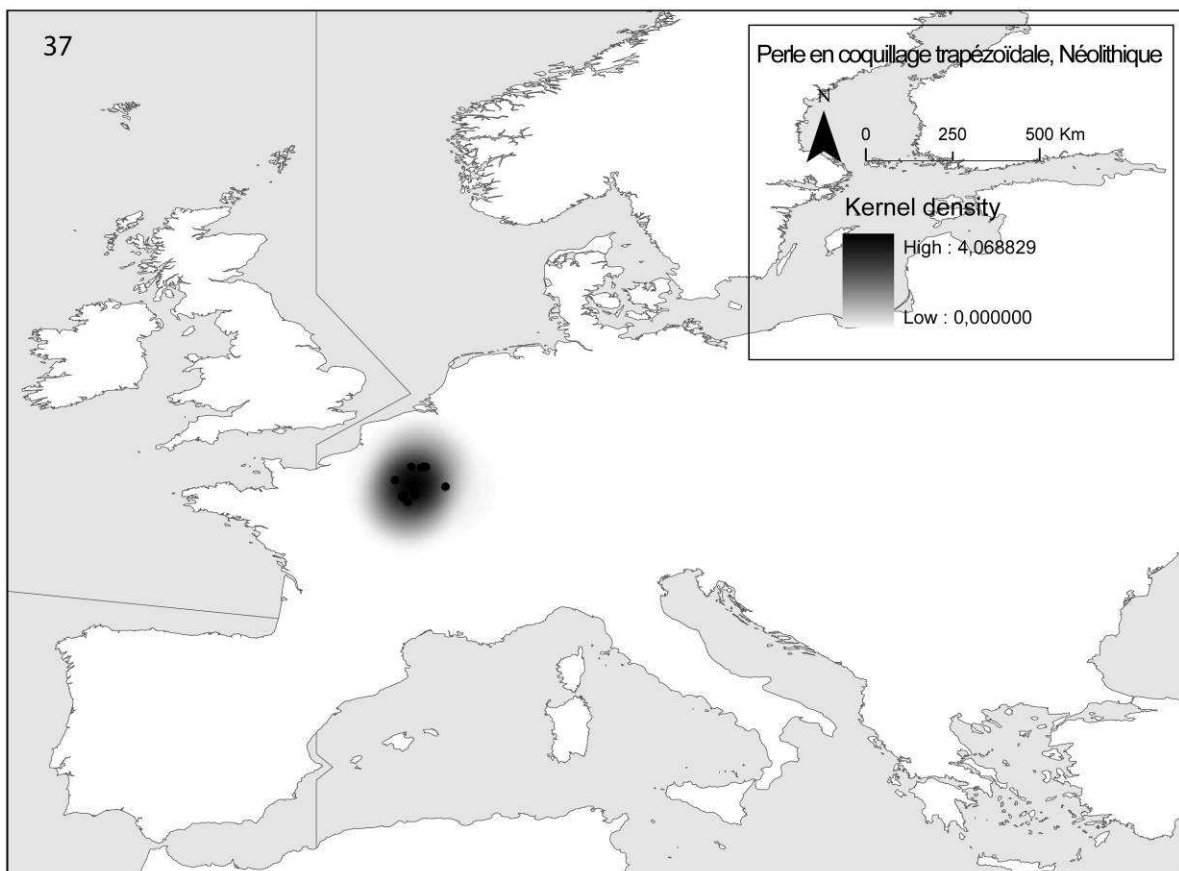 37
Perle en coquillage trapézoïdale, Néolithique
N
0 250 500 Km
Kernel density
High : 4,068829
Low : 0,000000